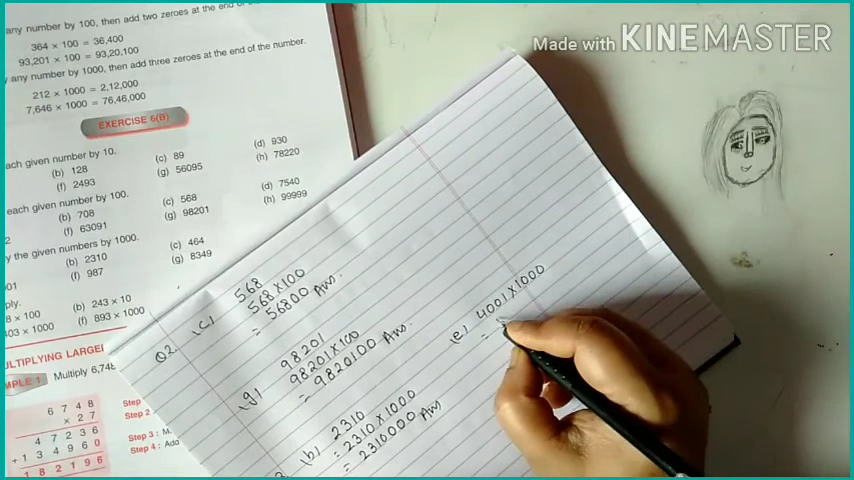 Made with KINEMASTER
any number by 100, then add two zeroes at the end of
364 × 100 = 36,400
93,201 × 100 = 93,20,100
any number by 1000, then add three zeroes at the end of the number.
212 × 1000 = 2,12,000
7,646 × 1000 = 76,46,000
EXERCISE 6(B)
each given number by 10.
(b) 128 (c) 89 (d) 930
(f) 2493 (g) 56095 (h) 78220
each given number by 100.
(b) 708 (c) 568 (d) 7540
(f) 63091 (g) 98201 (h) 99999
the given numbers by 1000.
(b) 2310 (c) 464
(f) 987 (g) 8349
(b) 243 × 10
(f) 893 × 1000
MULTIPLYING LARGE
EXAMPLE 1 Multiply 6,748
6 7 4 8
× 2 7
4 7 2 3 6
+ 1 3 4 9 6 0
1 8 2 1 9 6
Step
Step 2
Step 3 : M
Step 4 : Add
Q2. (c) 568
568×100
= 56800 Ans.
(g) 98201
98201×100
= 9820100 Ans.
(b) 2310
= 2310×1000
= 2310000 Ans
(e) 4001×1000
=